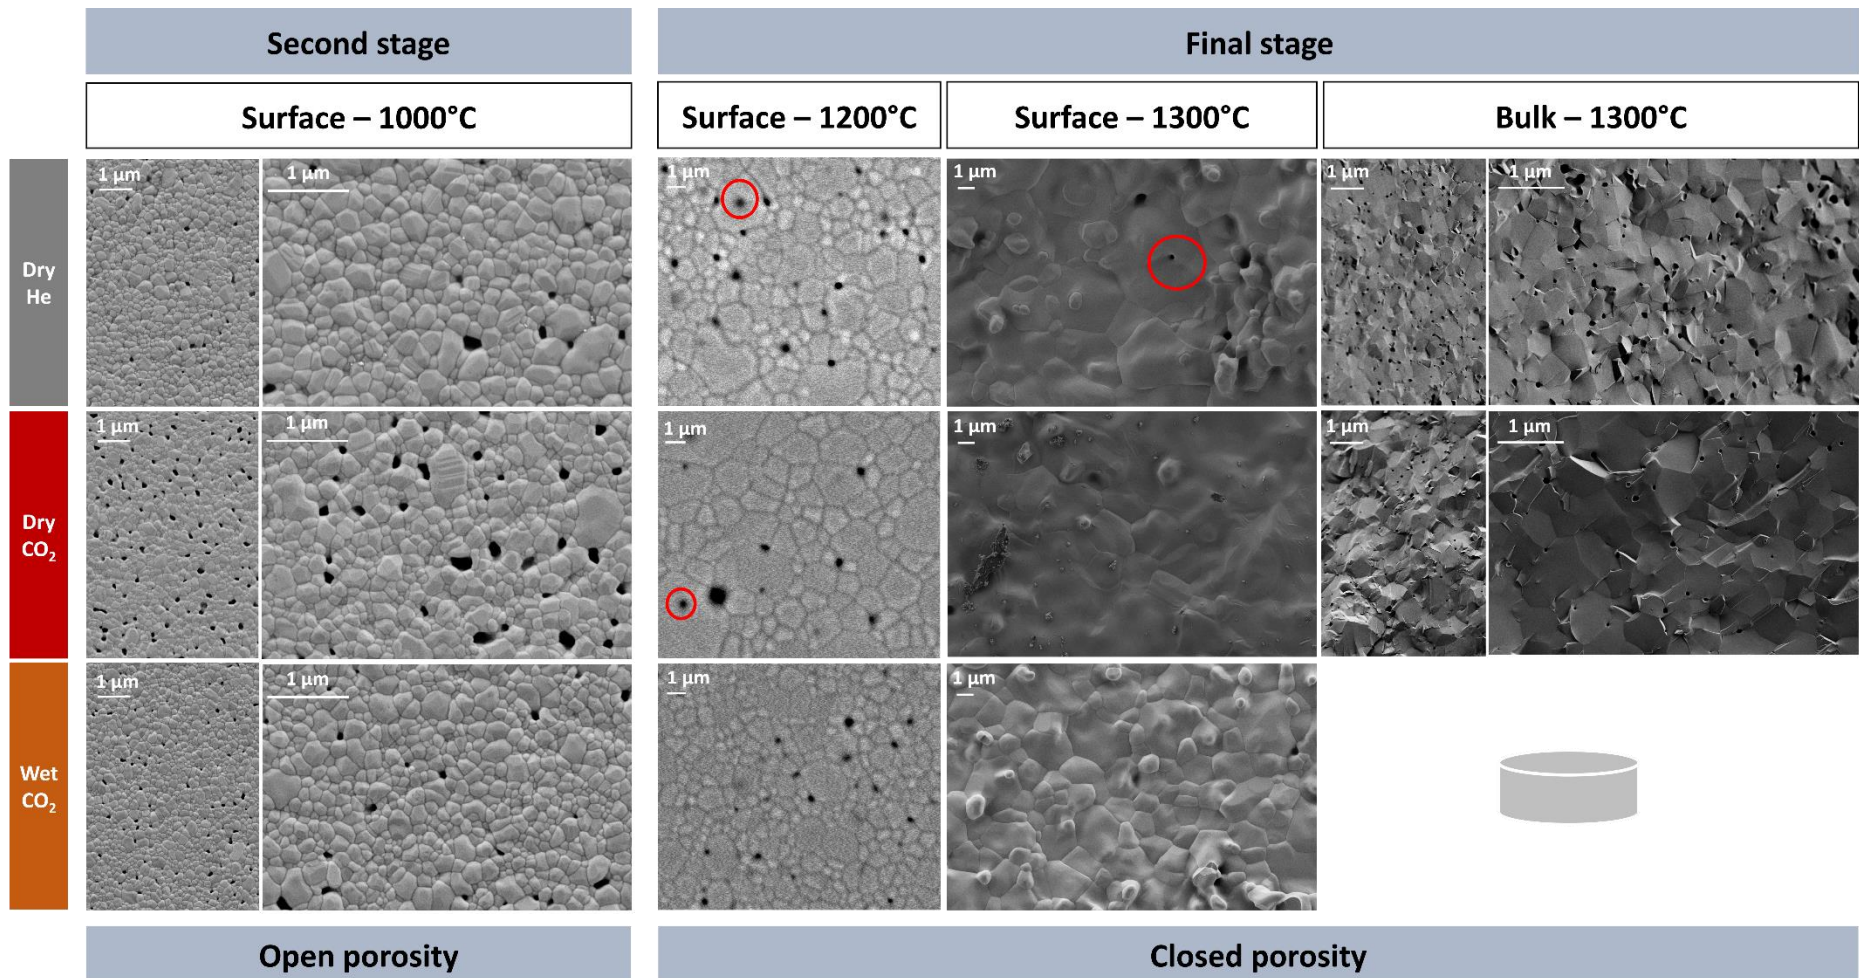 Second stage
Final stage
Surface – 1000°C
Surface – 1200°C
Surface – 1300°C
Bulk – 1300°C
Dry
He
1 µm
1 µm
1 µm
1 µm
1 µm
1 µm
Dry
CO₂
1 µm
1 µm
1 µm
1 µm
1 µm
1 µm
Wet
CO₂
1 µm
1 µm
1 µm
1 µm
Open porosity
Closed porosity